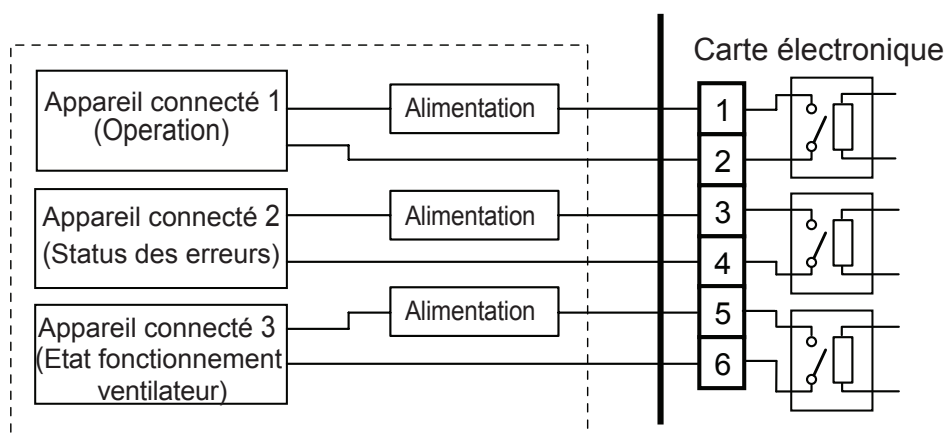 Carte électronique
Appareil connecté 1
(Operation)
Alimentation
1
2
Appareil connecté 2
(Status des erreurs)
Alimentation
3
4
Appareil connecté 3
(Etat fonctionnement
ventilateur)
Alimentation
5
6